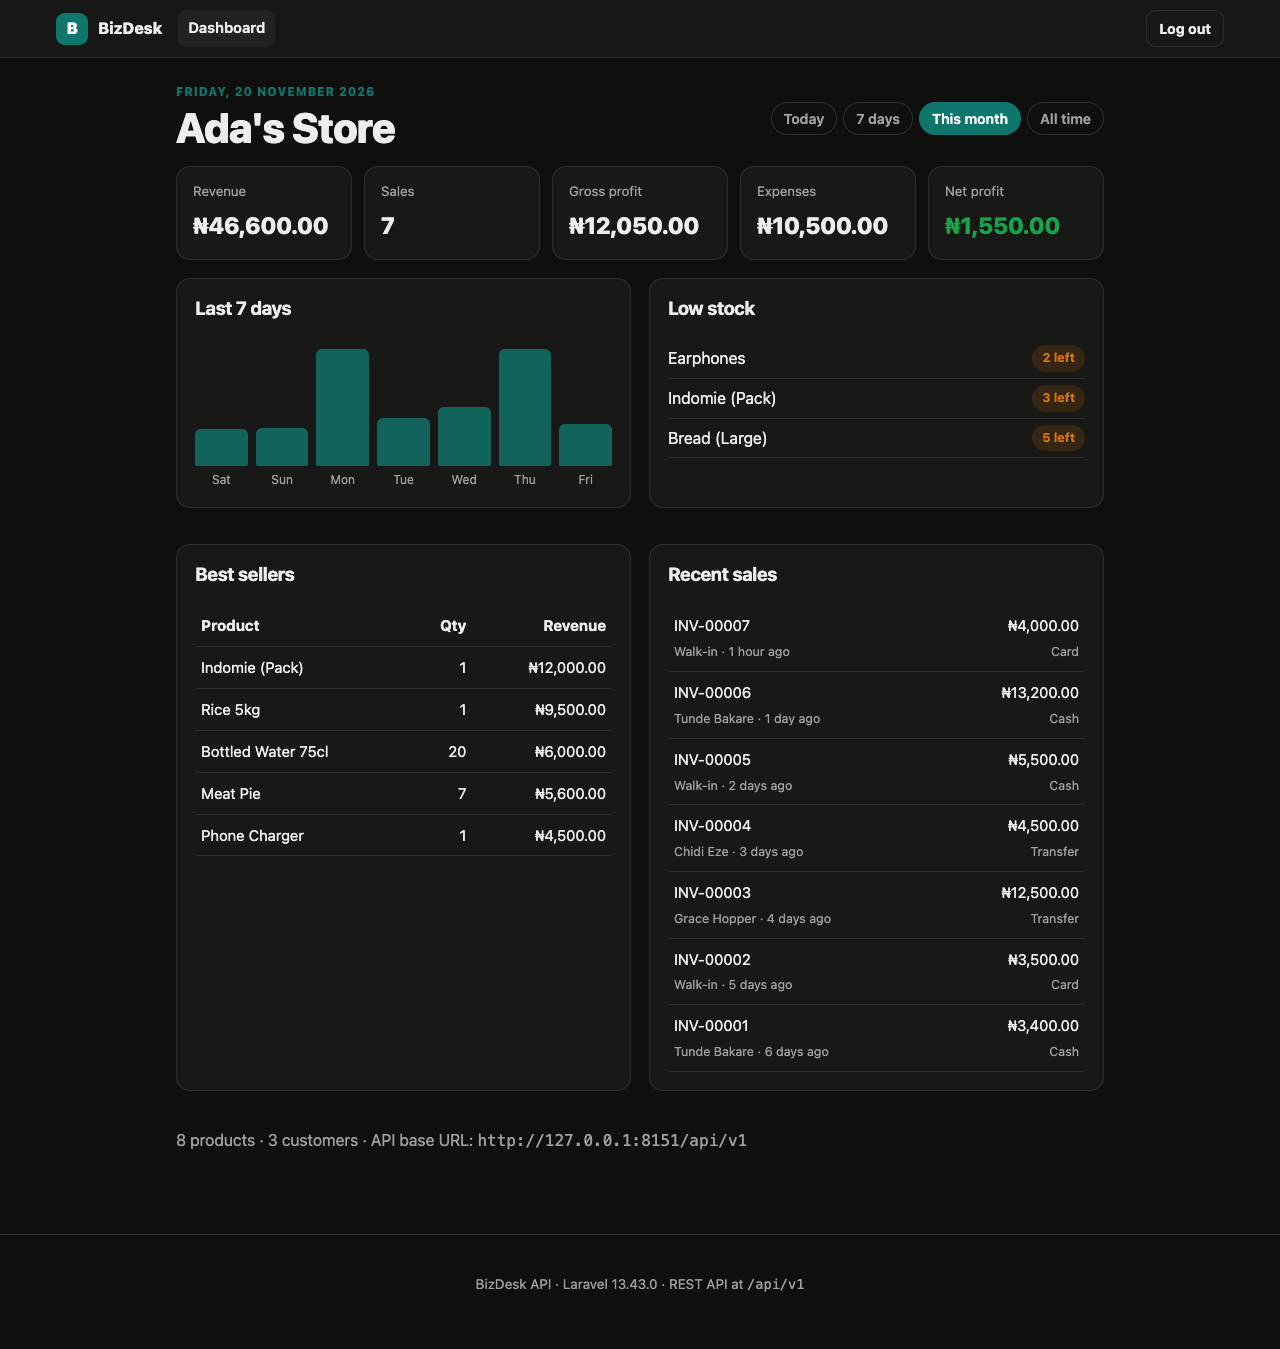 B BizDesk Dashboard Log out
FRIDAY, 20 NOVEMBER 2026
Ada's Store
Today 7 days This month All time
Revenue Sales Gross profit Expenses Net profit
₦46,600.00 7 ₦12,050.00 ₦10,500.00 ₦1,550.00
Last 7 days
Sat Sun Mon Tue Wed Thu Fri
Low stock
Earphones 2 left
Indomie (Pack) 3 left
Bread (Large) 5 left
Best sellers
Product Qty Revenue
Indomie (Pack) 1 ₦12,000.00
Rice 5kg 1 ₦9,500.00
Bottled Water 75cl 20 ₦6,000.00
Meat Pie 7 ₦5,600.00
Phone Charger 1 ₦4,500.00
Recent sales
INV-00007 ₦4,000.00
Walk-in · 1 hour ago Card
INV-00006 ₦13,200.00
Tunde Bakare · 1 day ago Cash
INV-00005 ₦5,500.00
Walk-in · 2 days ago Cash
INV-00004 ₦4,500.00
Chidi Eze · 3 days ago Transfer
INV-00003 ₦12,500.00
Grace Hopper · 4 days ago Transfer
INV-00002 ₦3,500.00
Walk-in · 5 days ago Card
INV-00001 ₦3,400.00
Tunde Bakare · 6 days ago Cash
8 products · 3 customers · API base URL: http://127.0.0.1:8151/api/v1
BizDesk API · Laravel 13.43.0 · REST API at /api/v1